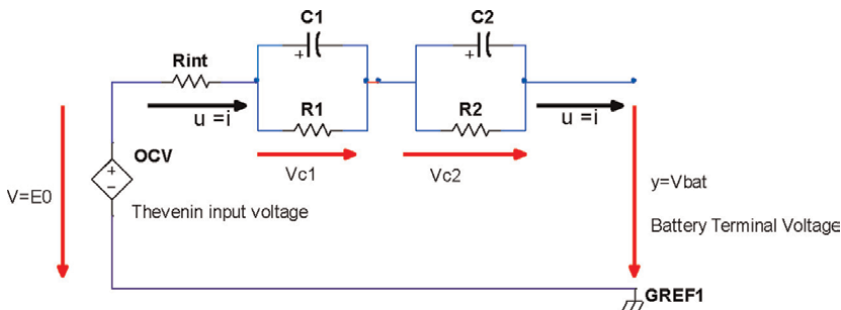 C1
C2
Rint
+
+
R1
R2
u =i
u =i
OCV
Vc1
Vc2
+
−
V=E0
Thevenin input voltage
y=Vbat
Battery Terminal Voltage
GREF1